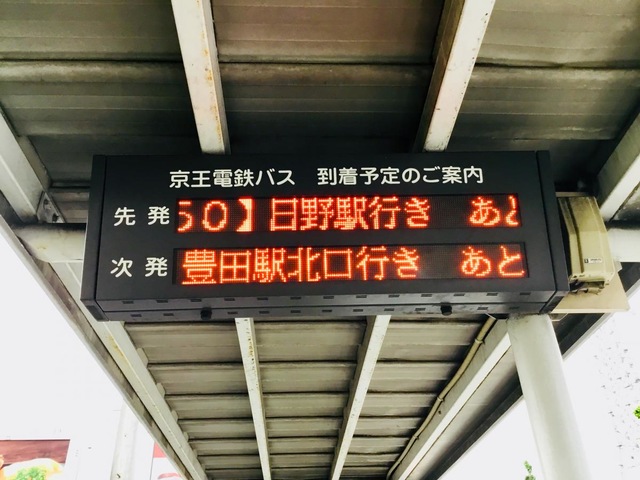 京王電鉄バス 到着予定のご案内
先発 50】日野駅行き あと
次発 豊田駅北口行き あと